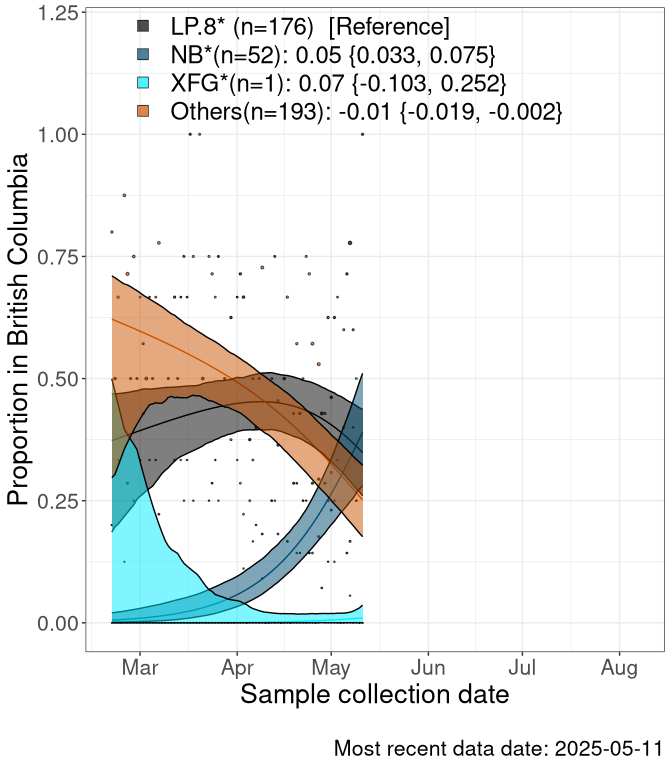 LP.8* (n=176)  [Reference]
NB*(n=52): 0.05 {0.033, 0.075}
XFG*(n=1): 0.07 {-0.103, 0.252}
Others(n=193): -0.01 {-0.019, -0.002}
1.25
1.00
0.75
0.50
0.25
0.00
Proportion in British Columbia
Mar Apr May Jun Jul Aug
Sample collection date
Most recent data date: 2025-05-11